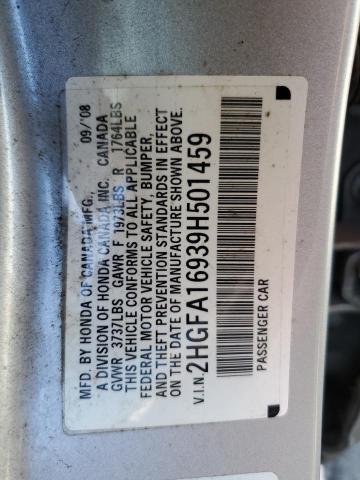 MFD. BY HONDA OF CANADA MFG., 09/'08
A DIVISION OF HONDA CANADA INC. CANADA
GVWR 3737LBS GAWR F 1973LBS R 1764LBS
THIS VEHICLE CONFORMS TO ALL APPLICABLE
FEDERAL MOTOR VEHICLE SAFETY, BUMPER,
AND THEFT PREVENTION STANDARDS IN EFFECT
ON THE DATE OF MANUFACTURE SHOWN ABOVE.
V.I.N. 2HGFA16939H501459
PASSENGER CAR